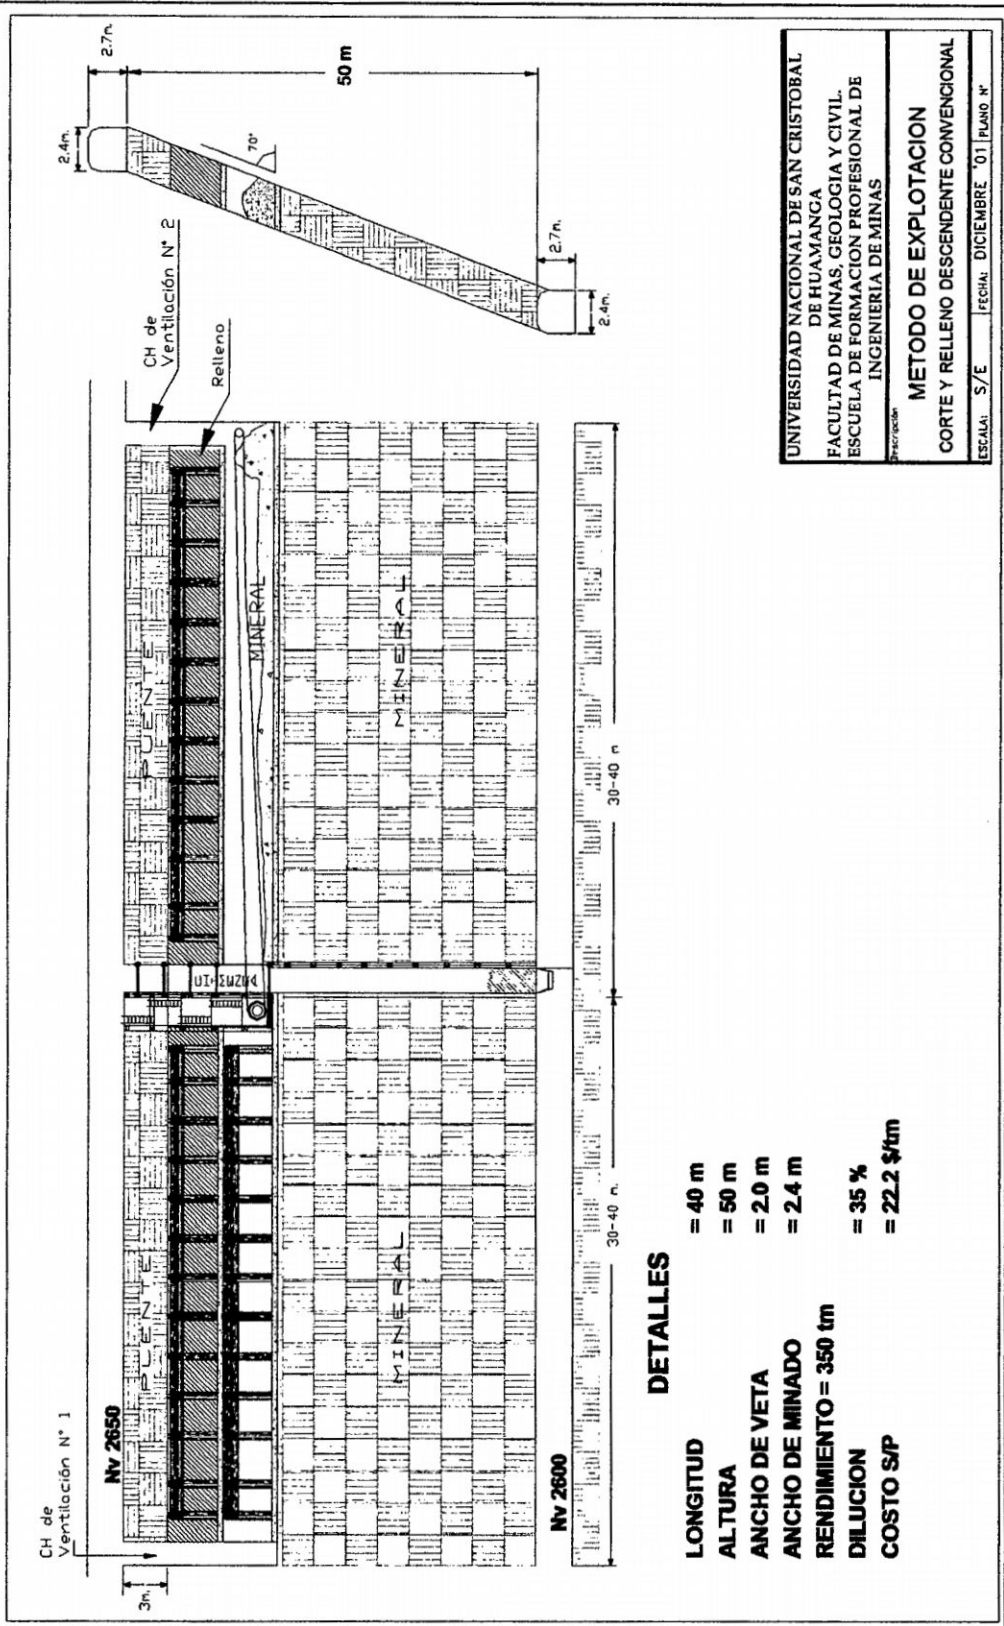 CH de
Ventilación N° 1
3m.
Nv 2650
PUENTE
PUENTE
CH de
Ventilación N° 2
Relleno
MINERAL
MINERAL
MINERAL
Nv 2600
30-40 m.
30-40 m
2.4m.
2.7m.
50 m
70°
2.7m.
2.4m.
DETALLES
LONGITUD = 40 m
ALTURA = 50 m
ANCHO DE VETA = 2.0 m
ANCHO DE MINADO = 2.4 m
RENDIMIENTO = 350 tm
DILUCION = 35 %
COSTO S/P = 22.2 $/tm
UNIVERSIDAD NACIONAL DE SAN CRISTOBAL
DE HUAMANGA
FACULTAD DE MINAS, GEOLOGIA Y CIVIL.
ESCUELA DE FORMACION PROFESIONAL DE
INGENIERIA DE MINAS
METODO DE EXPLOTACION
CORTE Y RELLENO DESCENDENTE CONVENCIONAL
ESCALA: S/E FECHA: DICIEMBRE '01 PLANO N°